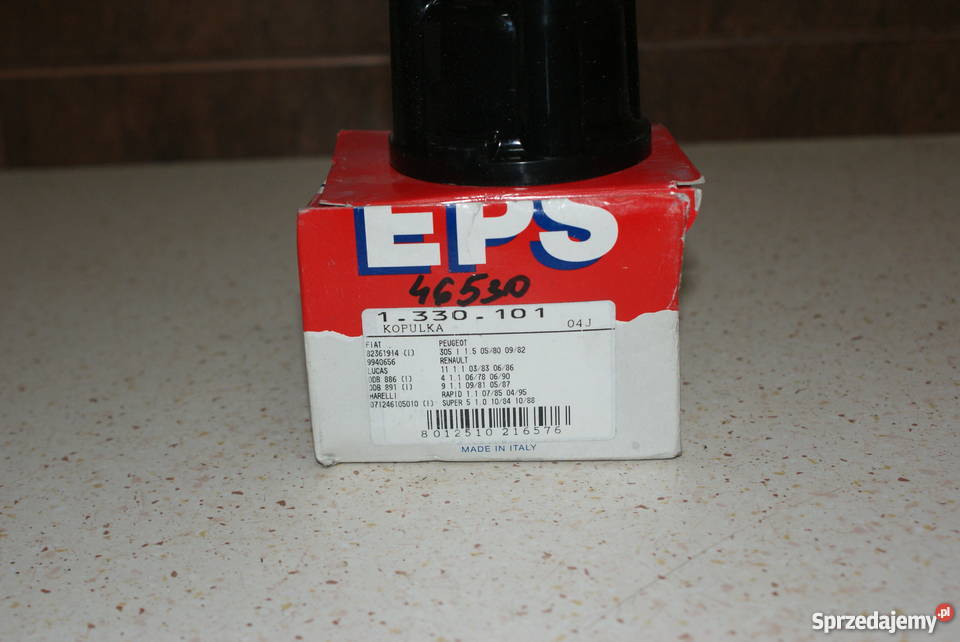 EPS
46530
1.330.101
KOPULKA 04J
FIAT
82361914 (I)
9940656
LUCAS
DDB 886 (I)
DDB 891 (I)
MARELLI
071246105010 (I)
PEUGEOT
305 I 1.5 05/80 09/82
RENAULT
11 1.1 03/83 06/86
4 1.1 06/78 06/90
9 1.1 09/81 05/87
RAPID 1.1 07/85 04/95
SUPER 5 1.0 10/84 10/88
8012510 216576
MADE IN ITALY
Sprzedajemy.pl